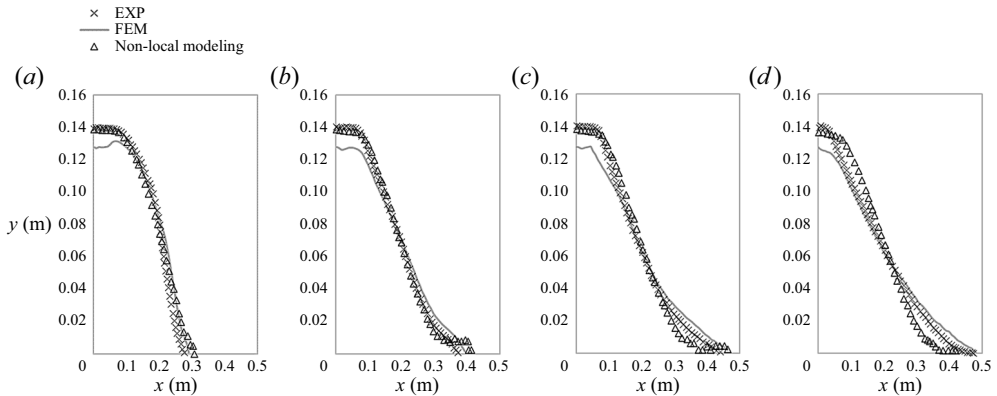 EXP
FEM
Non-local modeling
(a) (b) (c) (d)
0.16 0.16 0.16 0.16
0.14 0.14 0.14 0.14
0.12 0.12 0.12 0.12
0.10 0.10 0.10 0.10
0.08 0.08 0.08 0.08
y (m) 0.06 0.06 0.06 0.06
0.04 0.04 0.04 0.04
0.02 0.02 0.02 0.02
0 0.1 0.2 0.3 0.4 0.5 0 0.1 0.2 0.3 0.4 0.5 0 0.1 0.2 0.3 0.4 0.5 0 0.1 0.2 0.3 0.4 0.5
x (m) x (m) x (m) x (m)